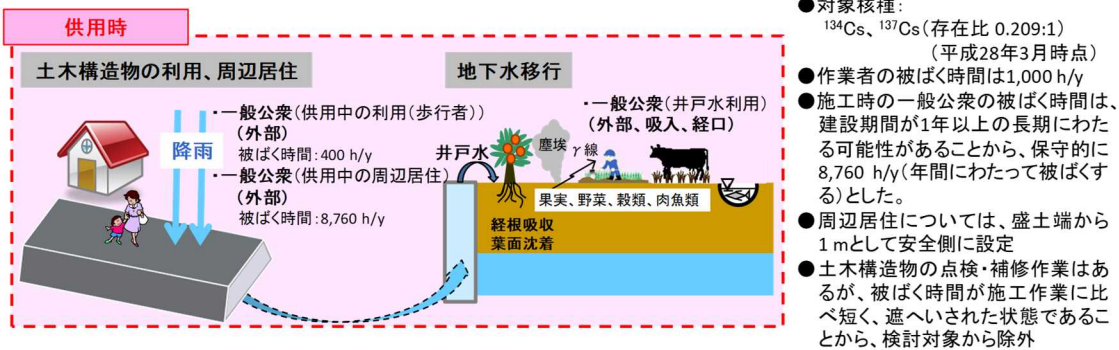 供用時
土木構造物の利用、周辺居住
・一般公衆(供用中の利用(歩行者))
(外部)
被ばく時間：400 h/y
・一般公衆(供用中の周辺居住)
(外部)
被ばく時間：8,760 h/y
降雨
地下水移行
・一般公衆(井戸水利用)
(外部、吸入、経口)
井戸水
塵埃
γ線
果実、野菜、穀類、肉魚類
経根吸収
葉面沈着
●対象核種：
134Cs、137Cs(存在比 0.209:1)
(平成28年3月時点)
●作業者の被ばく時間は1,000 h/y
●施工時の一般公衆の被ばく時間は、
建設期間が1年以上の長期にわた
る可能性があることから、保守的に
8,760 h/y(年間にわたって被ばくす
る)とした。
●周辺居住については、盛土端から
1 mとして安全側に設定
●土木構造物の点検・補修作業はあ
るが、被ばく時間が施工作業に比
べ短く、遮へいされた状態であるこ
とから、検討対象から除外